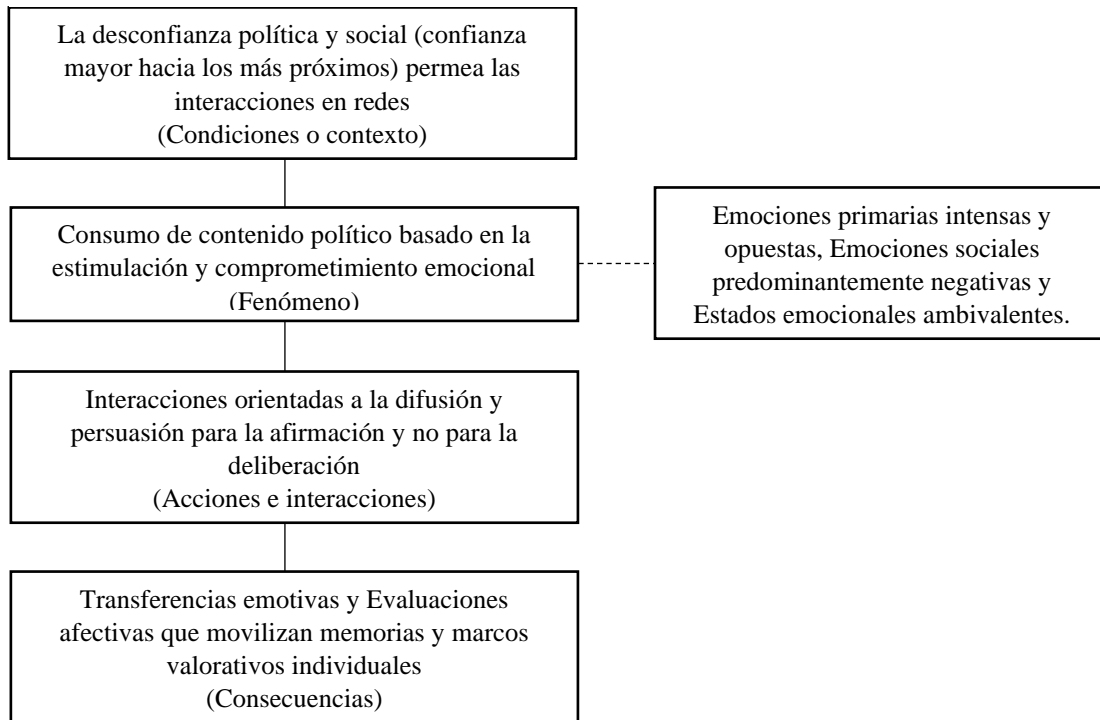 La desconfianza política y social (confianza
mayor hacia los más próximos) permea las
interacciones en redes
(Condiciones o contexto)
Consumo de contenido político basado en la
estimulación y comprometimiento emocional
(Fenómeno)
Emociones primarias intensas y
opuestas, Emociones sociales
predominantemente negativas y
Estados emocionales ambivalentes.
Interacciones orientadas a la difusión y
persuasión para la afirmación y no para la
deliberación
(Acciones e interacciones)
Transferencias emotivas y Evaluaciones
afectivas que movilizan memorias y marcos
valorativos individuales
(Consecuencias)